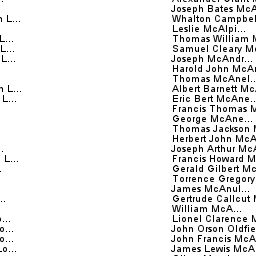 Joseph Bates McA
n L... Whalton Campbel
Leslie McAlpi...
L... Thomas William M
L... Samuel Cleary Mc
L... Joseph McAndr...
Harold John McA
Thomas McAnel...
n L... Albert Barnett McA
L... Eric Bert McAne...
Francis Thomas M
George McAne...
Thomas Jackson M
Herbert John McA
Joseph Arthur McA
L... Francis Howard M
Gerald Gilbert Mc
Torrence Gregory
James McAnul...
Gertrude Callcut M
William McA...
o... Lionel Clarence M
o... John Orson Oldfie
o... John Francis McA
Lo... James Lewis McA